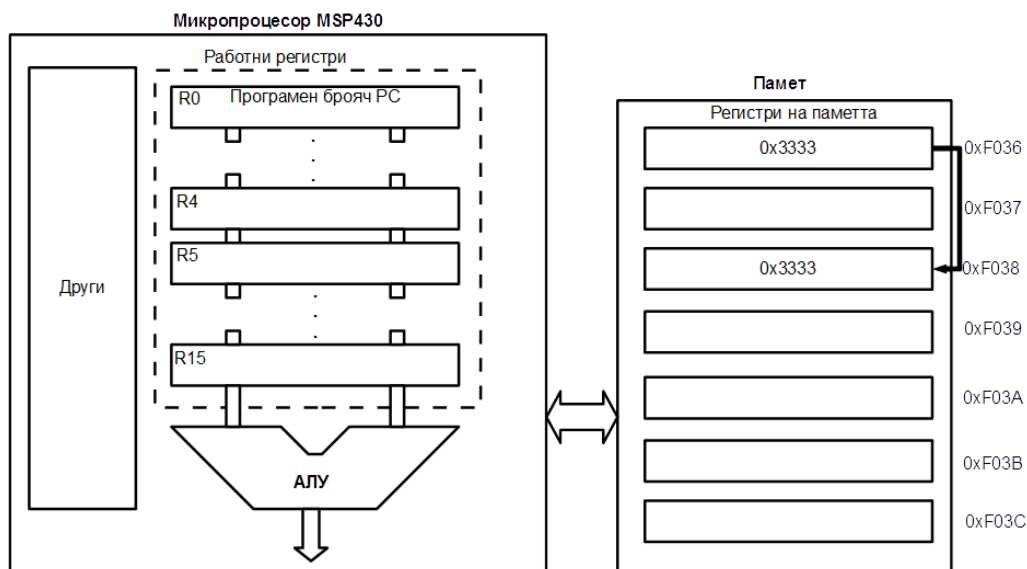 Микропроцесор MSP430
Работни регистри
R0
Програмен брояч PC
R4
R5
R15
Други
АЛУ
Памет
Регистри на паметта
0x3333
0xF036
0xF037
0x3333
0xF038
0xF039
0xF03A
0xF03B
0xF03C